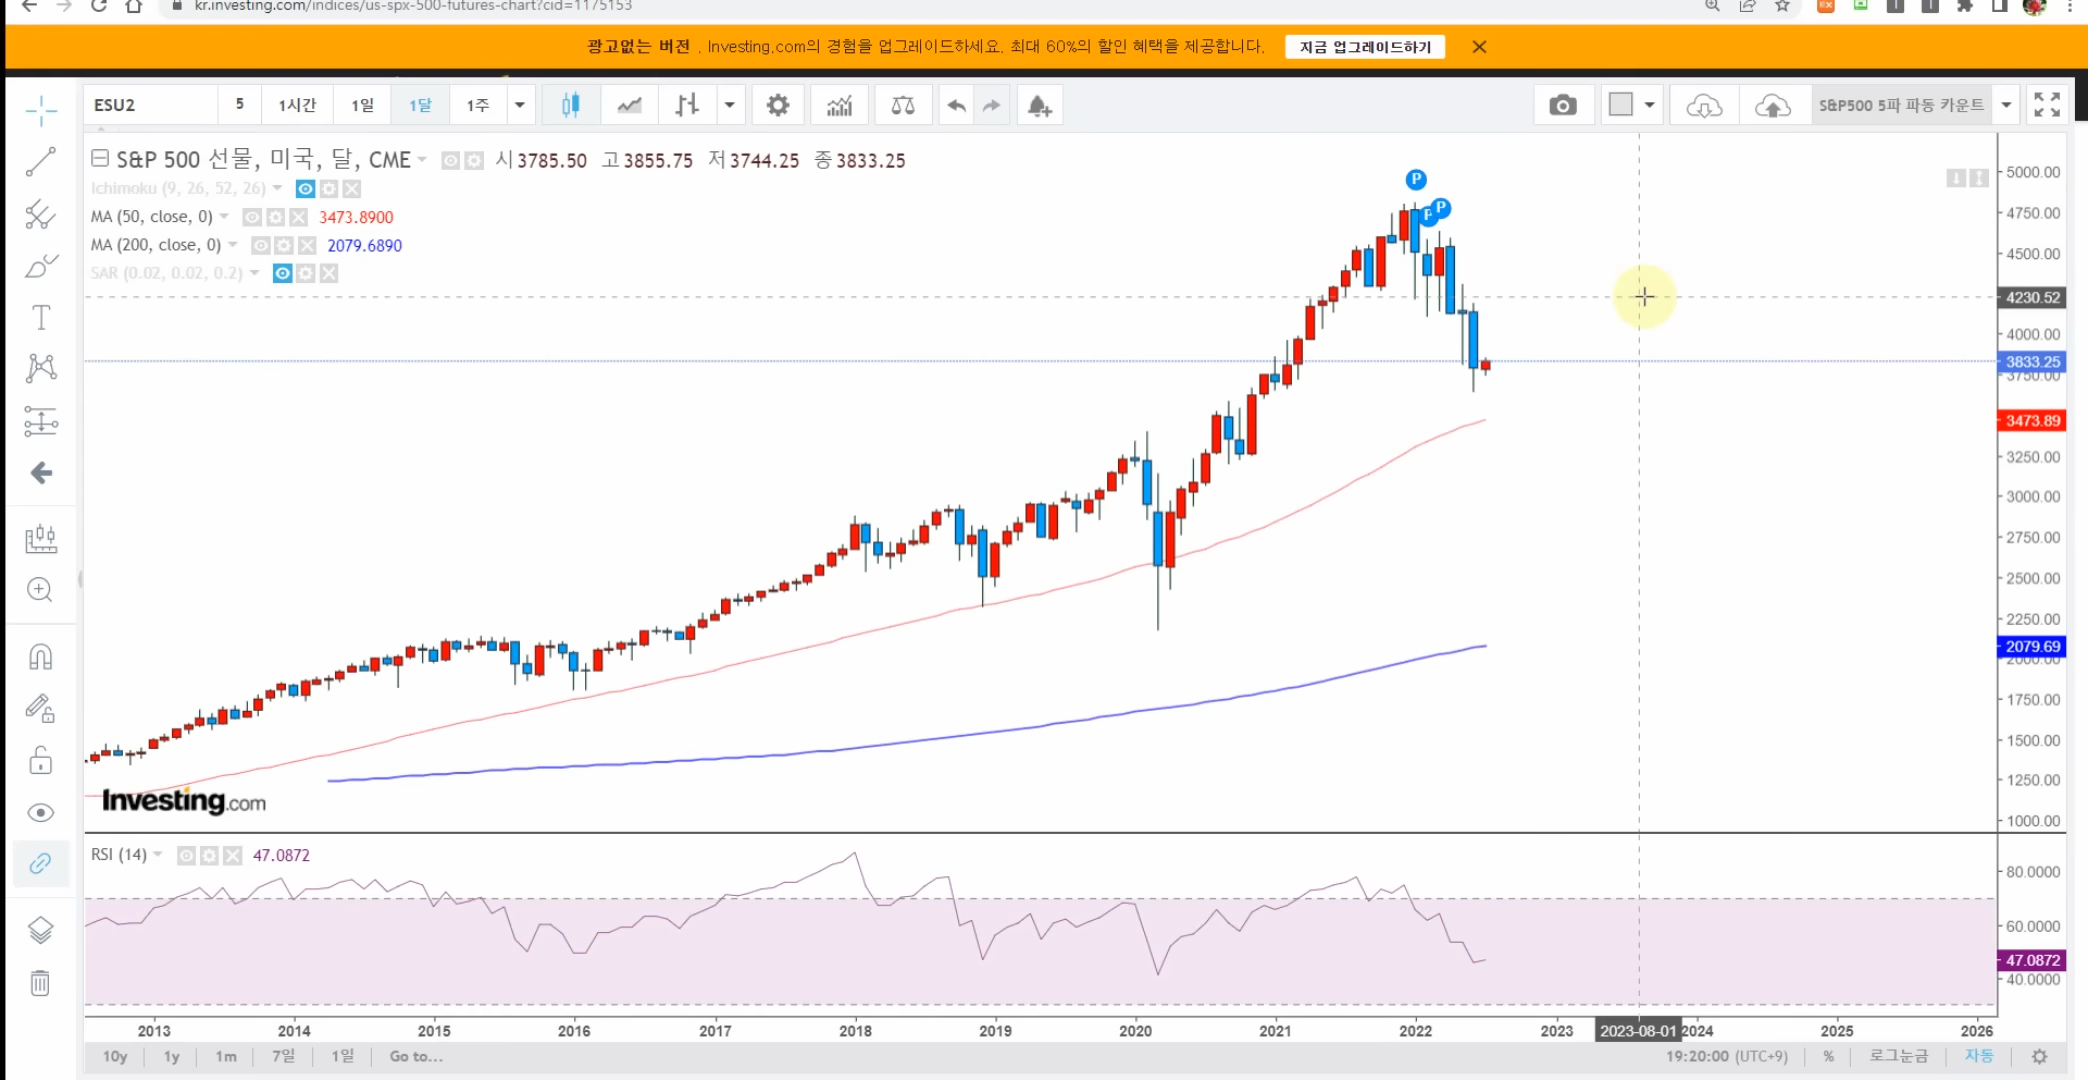 kr.investing.com/indices/us-spx-500-futures-chart?cid=1175153
광고없는 버전 . Investing.com의 경험을 업그레이드하세요. 최대 60%의 할인 혜택을 제공합니다. 지금 업그레이드하기
ESU2 5 1시간 1일 1달 1주 S&P500 5파 파동 카운트
S&P 500 선물, 미국, 달, CME 시 3785.50 고 3855.75 저 3744.25 종 3833.25
Ichimoku (9, 26, 52, 26)
MA (50, close, 0) 3473.8900
MA (200, close, 0) 2079.6890
SAR (0.02, 0.02, 0.2)
P
P P
5000.00
4750.00
4500.00
4230.52
4000.00
3833.25
3750.00
3473.89
3250.00
3000.00
2750.00
2500.00
2250.00
2079.69
2000.00
1750.00
1500.00
1250.00
1000.00
Investing.com
RSI (14) 47.0872
80.0000
60.0000
47.0872
40.0000
2013 2014 2015 2016 2017 2018 2019 2020 2021 2022 2023 2023-08-01 2024 2025 2026
10y 1y 1m 7일 1일 Go to... 19:20:00 (UTC+9) % 로그눈금 자동